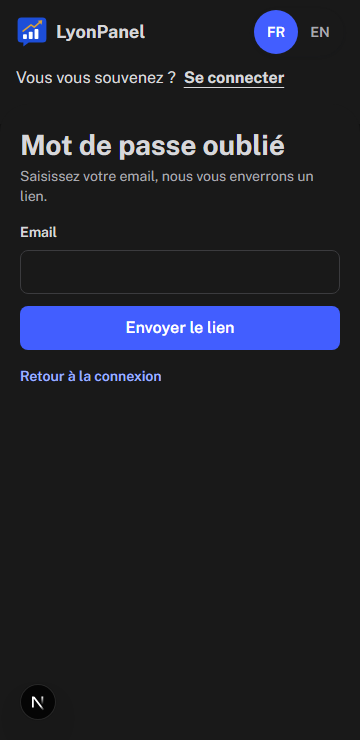 LyonPanel
FR EN
Vous vous souvenez ? Se connecter
Mot de passe oublié
Saisissez votre email, nous vous enverrons un
lien.
Email
Envoyer le lien
Retour à la connexion
N